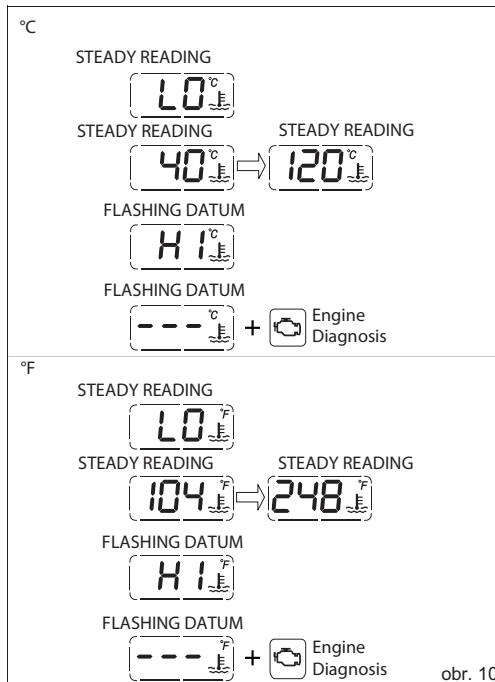 °C
STEADY READING
LO °C
STEADY READING STEADY READING
40 °C 120 °C
FLASHING DATUM
HI °C
FLASHING DATUM
--- °C + Engine
Diagnosis
°F
STEADY READING
LO °F
STEADY READING STEADY READING
104 °F 248 °F
FLASHING DATUM
HI °F
FLASHING DATUM
--- °F + Engine
Diagnosis
obr. 10